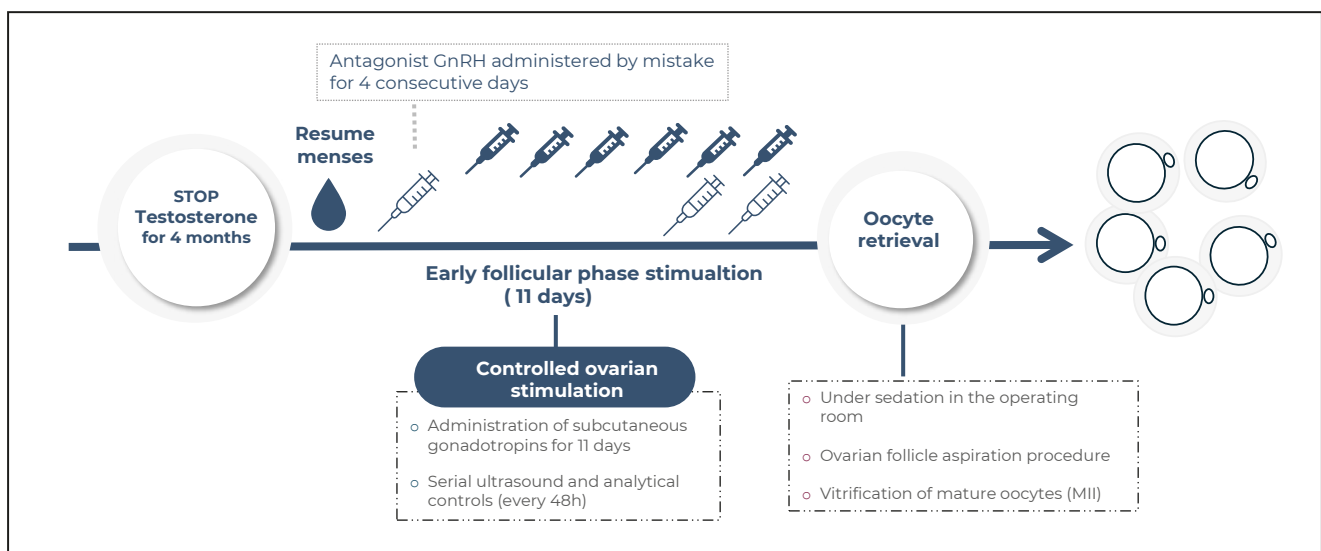 Antagonist GnRH administered by mistake
for 4 consecutive days
Resume
menses
STOP
Testosterone
for 4 months
Oocyte
retrieval
Early follicular phase stimualtion
( 11 days)
Controlled ovarian
stimulation
Administration of subcutaneous
gonadotropins for 11 days
Serial ultrasound and analytical
controls (every 48h)
Under sedation in the operating
room
Ovarian follicle aspiration procedure
Vitrification of mature oocytes (MII)